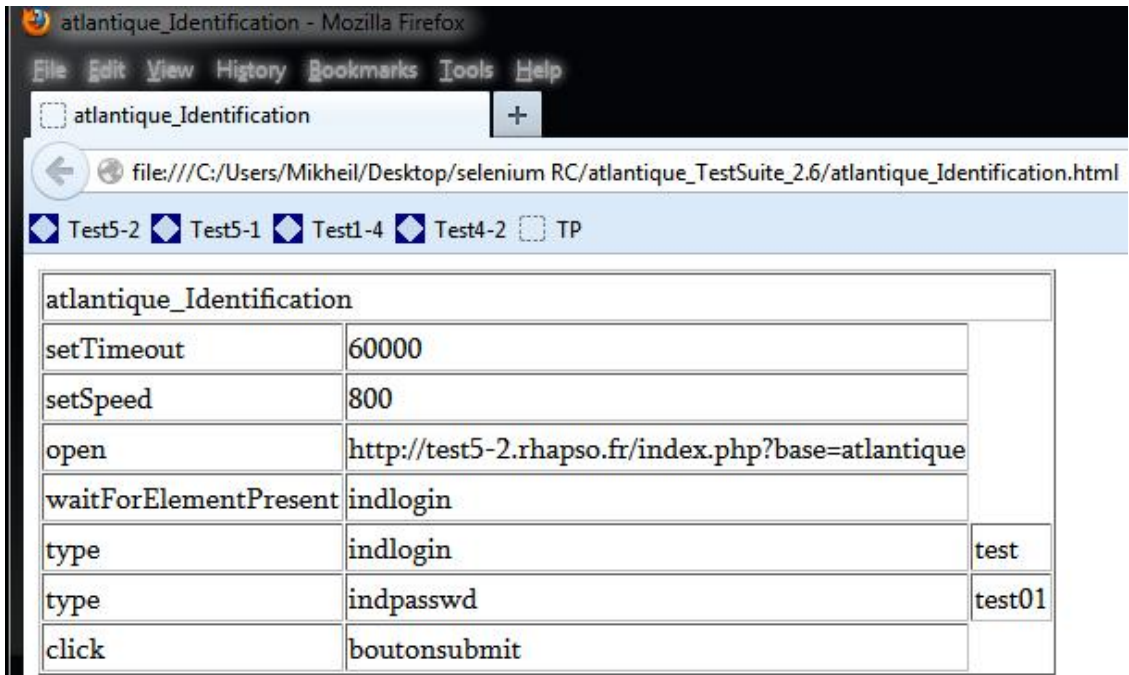 atlantique_Identification - Mozilla Firefox
File Edit View History Bookmarks Tools Help
atlantique_Identification +
file:///C:/Users/Mikheil/Desktop/selenium RC/atlantique_TestSuite_2.6/atlantique_Identification.html
Test5-2 Test5-1 Test1-4 Test4-2 TP
atlantique_Identification
setTimeout 60000
setSpeed 800
open http://test5-2.rhapso.fr/index.php?base=atlantique
waitForElementPresent indlogin
type indlogin test
type indpasswd test01
click boutonsubmit